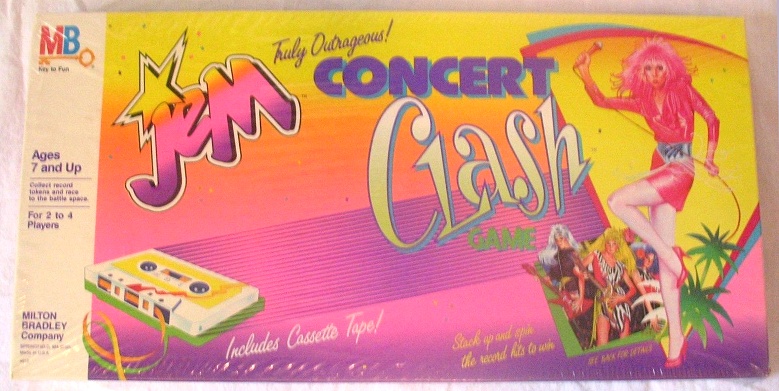 MB
Key to Fun
Truly Outrageous!
Jem
CONCERT
Clash
GAME
Ages
7 and Up
Collect record
tokens and race
to the battle space.
For 2 to 4
Players
MILTON
BRADLEY
Company
Includes Cassette Tape!
Stack up and spin
the record hits to win
SEE BACK FOR DETAILS